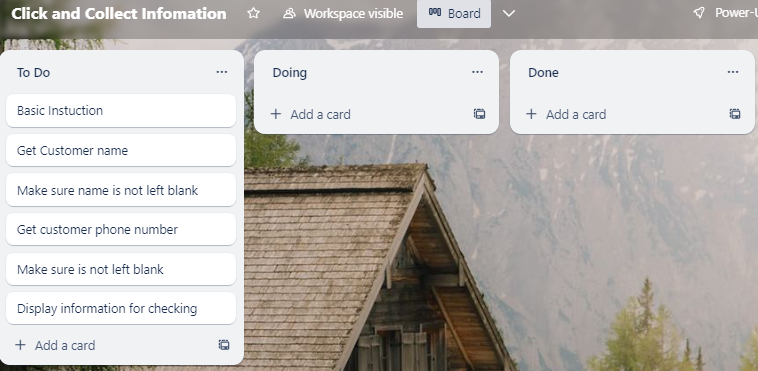 Click and Collect Infomation
Workspace visible
Board
To Do
Basic Instuction
Get Customer name
Make sure name is not left blank
Get customer phone number
Make sure is not left blank
Display information for checking
Add a card
Doing
Add a card
Done
Add a card